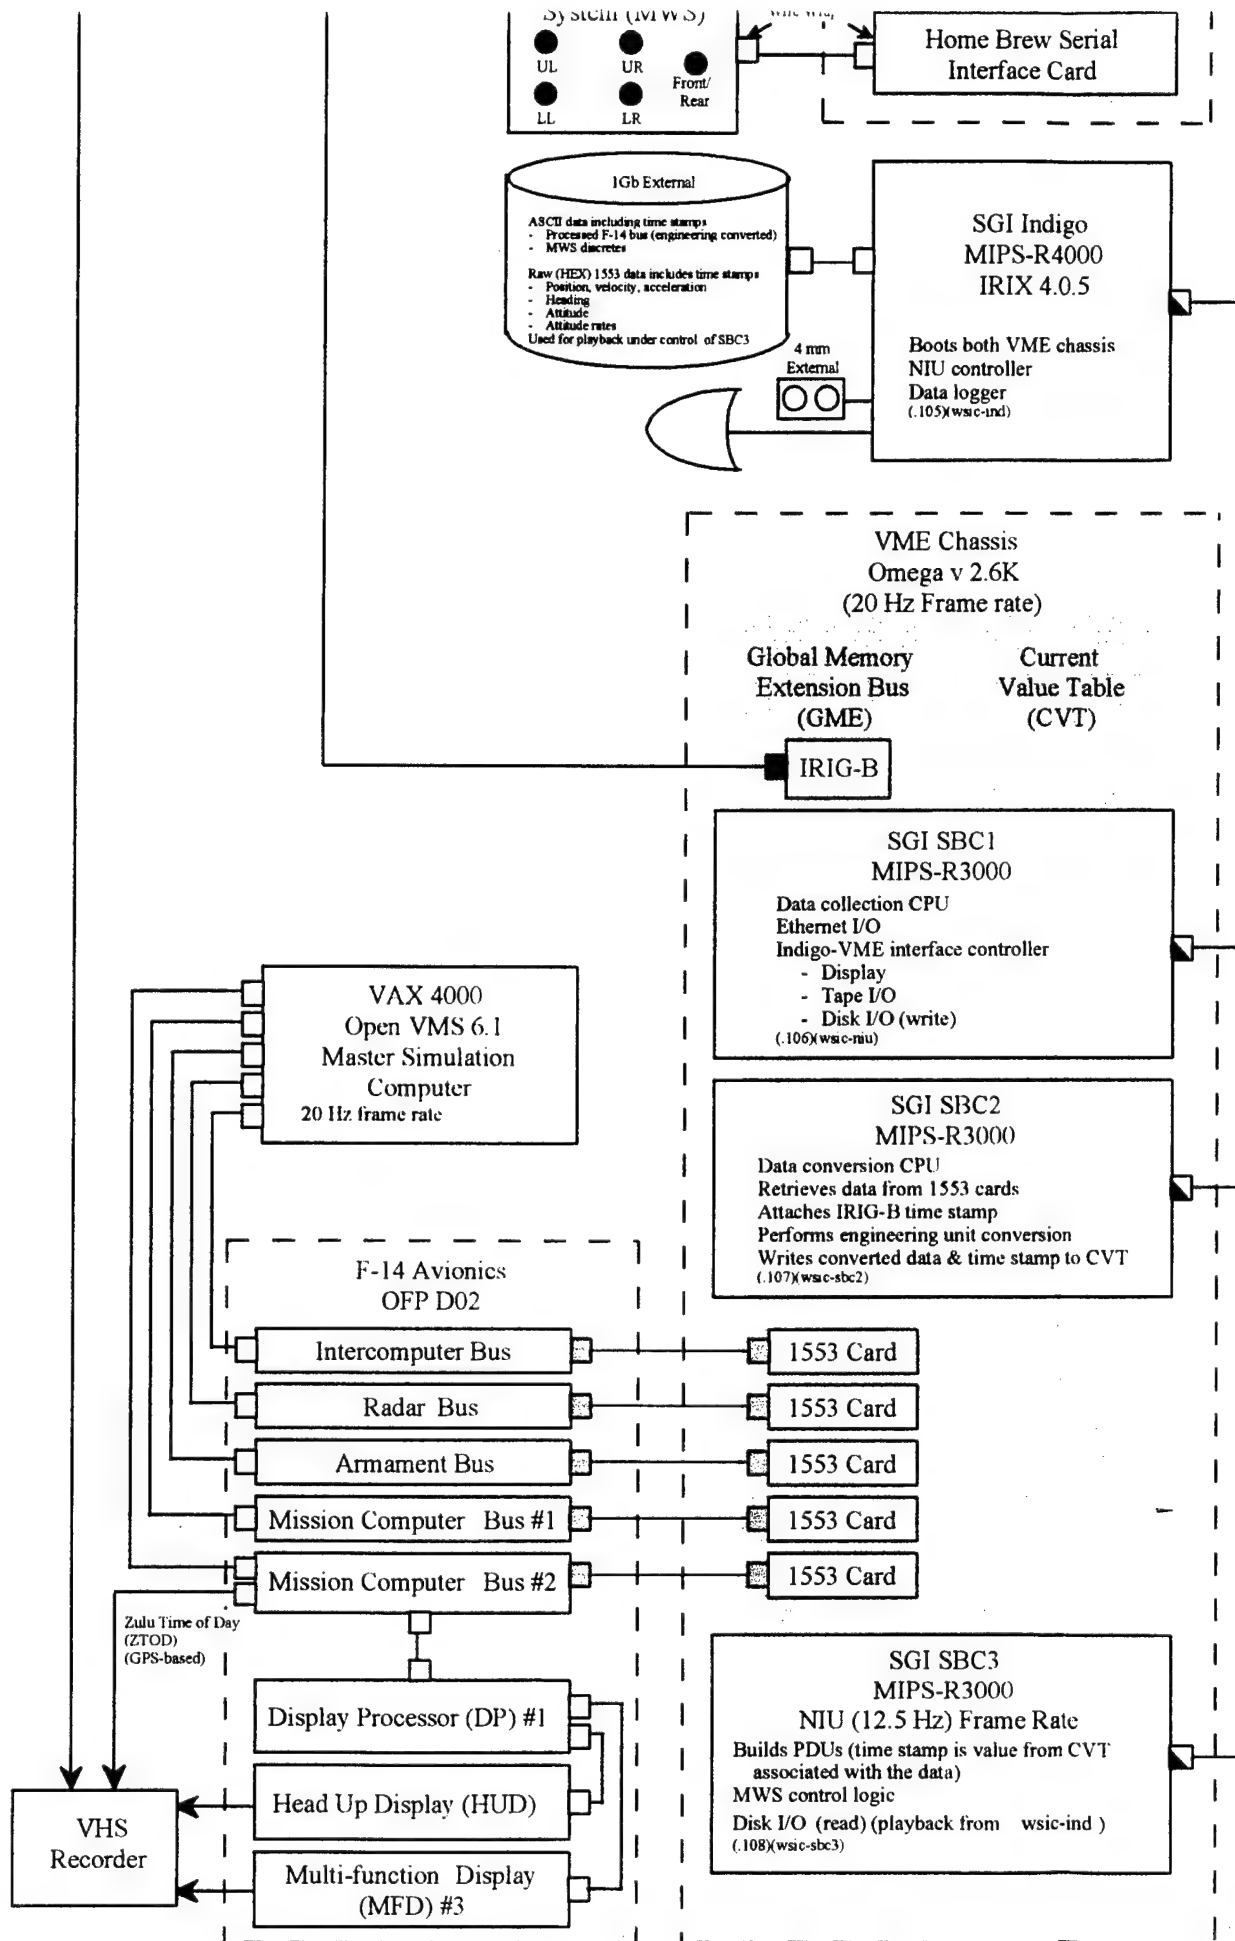 System (MWS)
UL
UR
Front/
Rear
LL
LR
Home Brew Serial
Interface Card
1Gb External
ASCII data including time stamps
- Processed F-14 bus (engineering converted)
- MWS discretes
Raw (HEX) 1553 data includes time stamps
- Position, velocity, acceleration
- Heading
- Attitude
- Attitude rates
Used for playback under control of SBC3
4 mm
External
SGI Indigo
MIPS-R4000
IRIX 4.0.5
Boots both VME chassis
NIU controller
Data logger
(.105)(wsic-ind)
VME Chassis
Omega v 2.6K
(20 Hz Frame rate)
Global Memory
Extension Bus
(GME)
Current
Value Table
(CVT)
IRIG-B
SGI SBC1
MIPS-R3000
Data collection CPU
Ethernet I/O
Indigo-VME interface controller
- Display
- Tape I/O
- Disk I/O (write)
(.106)(wsic-niu)
VAX 4000
Open VMS 6.1
Master Simulation
Computer
20 Hz frame rate
SGI SBC2
MIPS-R3000
Data conversion CPU
Retrieves data from 1553 cards
Attaches IRIG-B time stamp
Performs engineering unit conversion
Writes converted data & time stamp to CVT
(.107)(wsic-sbc2)
F-14 Avionics
OFP D02
Intercomputer Bus
1553 Card
Radar Bus
1553 Card
Armament Bus
1553 Card
Mission Computer Bus #1
1553 Card
Mission Computer Bus #2
1553 Card
Zulu Time of Day
(ZTOD)
(GPS-based)
Display Processor (DP) #1
Head Up Display (HUD)
Multi-function Display
(MFD) #3
VHS
Recorder
SGI SBC3
MIPS-R3000
NIU (12.5 Hz) Frame Rate
Builds PDUs (time stamp is value from CVT
associated with the data)
MWS control logic
Disk I/O (read) (playback from wsic-ind )
(.108)(wsic-sbc3)